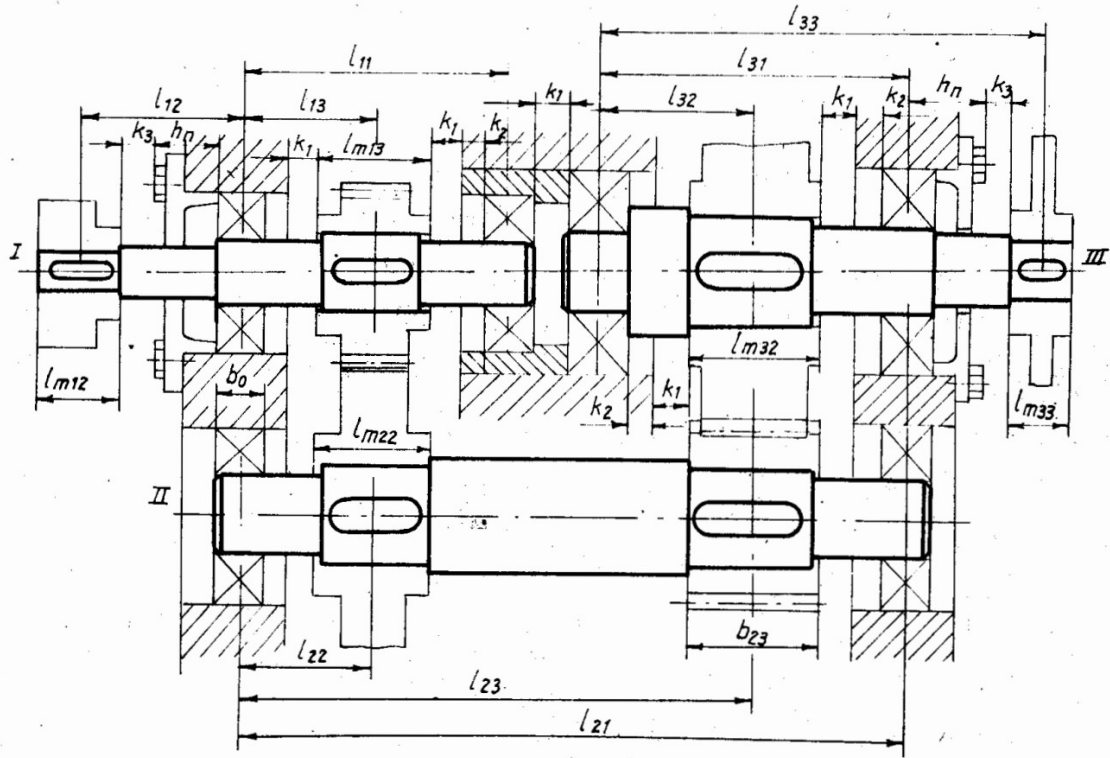 l33
l11
l31
l12
l13
k1
l32
k1
k2
hп
k3
k3
hп
k1
lm13
k1
k2
I
III
lm12
b0
lm32
k1
k2
lm33
lm22
II
l22
b23
l23
l21